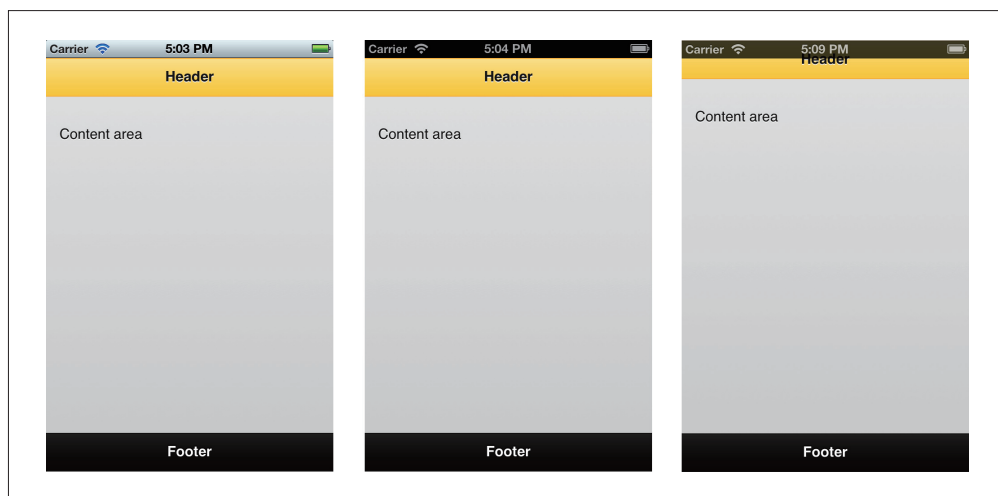 Carrier 5:03 PM
Header
Content area
Footer
Carrier 5:04 PM
Header
Content area
Footer
Carrier 5:09 PM
Header
Content area
Footer